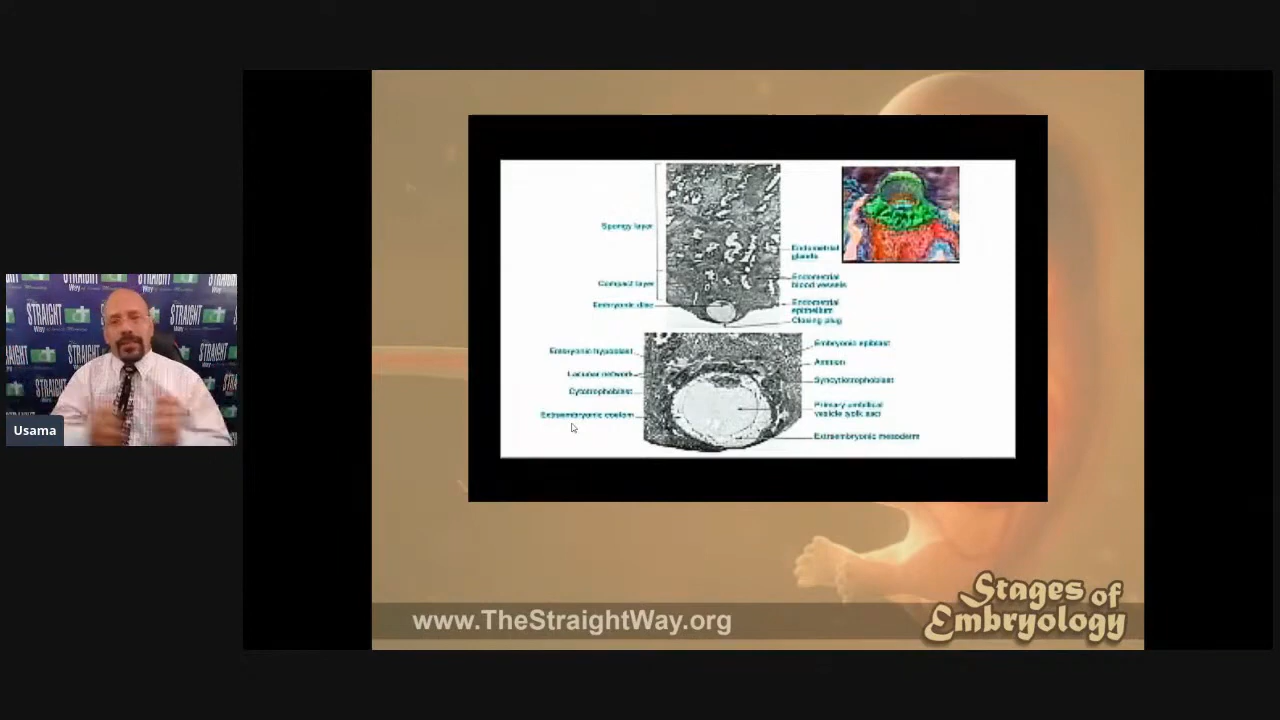 THE STRAIGHT
Way
Usama
Spongy layer
Compact layer
Embryonic disc
Endometrial
glands
Endometrial
blood vessels
Endometrial
epithelium
Closing plug
Embryonic hypoblast
Lacunar network
Cytotrophoblast
Extraembryonic coelom
Embryonic epiblast
Amnion
Syncytiotrophoblast
Primary umbilical
vesicle (yolk sac)
Extraembryonic mesoderm
www.TheStraightWay.org
Stages of
Embryology